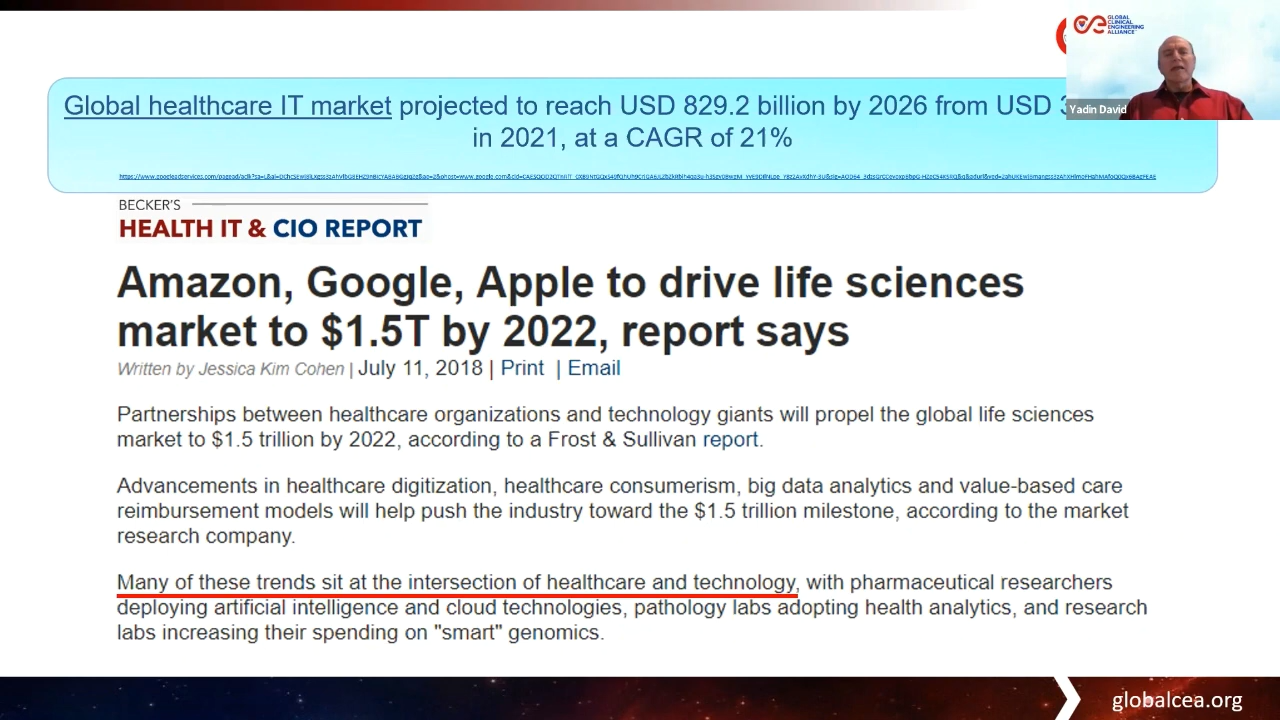 GLOBAL
CLINICAL
ENGINEERING
ALLIANCE
Yadin David
Global healthcare IT market projected to reach USD 829.2 billion by 2026 from USD
in 2021, at a CAGR of 21%
BECKER'S
HEALTH IT & CIO REPORT
Amazon, Google, Apple to drive life sciences
market to $1.5T by 2022, report says
Written by Jessica Kim Cohen | July 11, 2018 | Print | Email
Partnerships between healthcare organizations and technology giants will propel the global life sciences
market to $1.5 trillion by 2022, according to a Frost & Sullivan report.
Advancements in healthcare digitization, healthcare consumerism, big data analytics and value-based care
reimbursement models will help push the industry toward the $1.5 trillion milestone, according to the market
research company.
Many of these trends sit at the intersection of healthcare and technology, with pharmaceutical researchers
deploying artificial intelligence and cloud technologies, pathology labs adopting health analytics, and research
labs increasing their spending on "smart" genomics.
globalcea.org